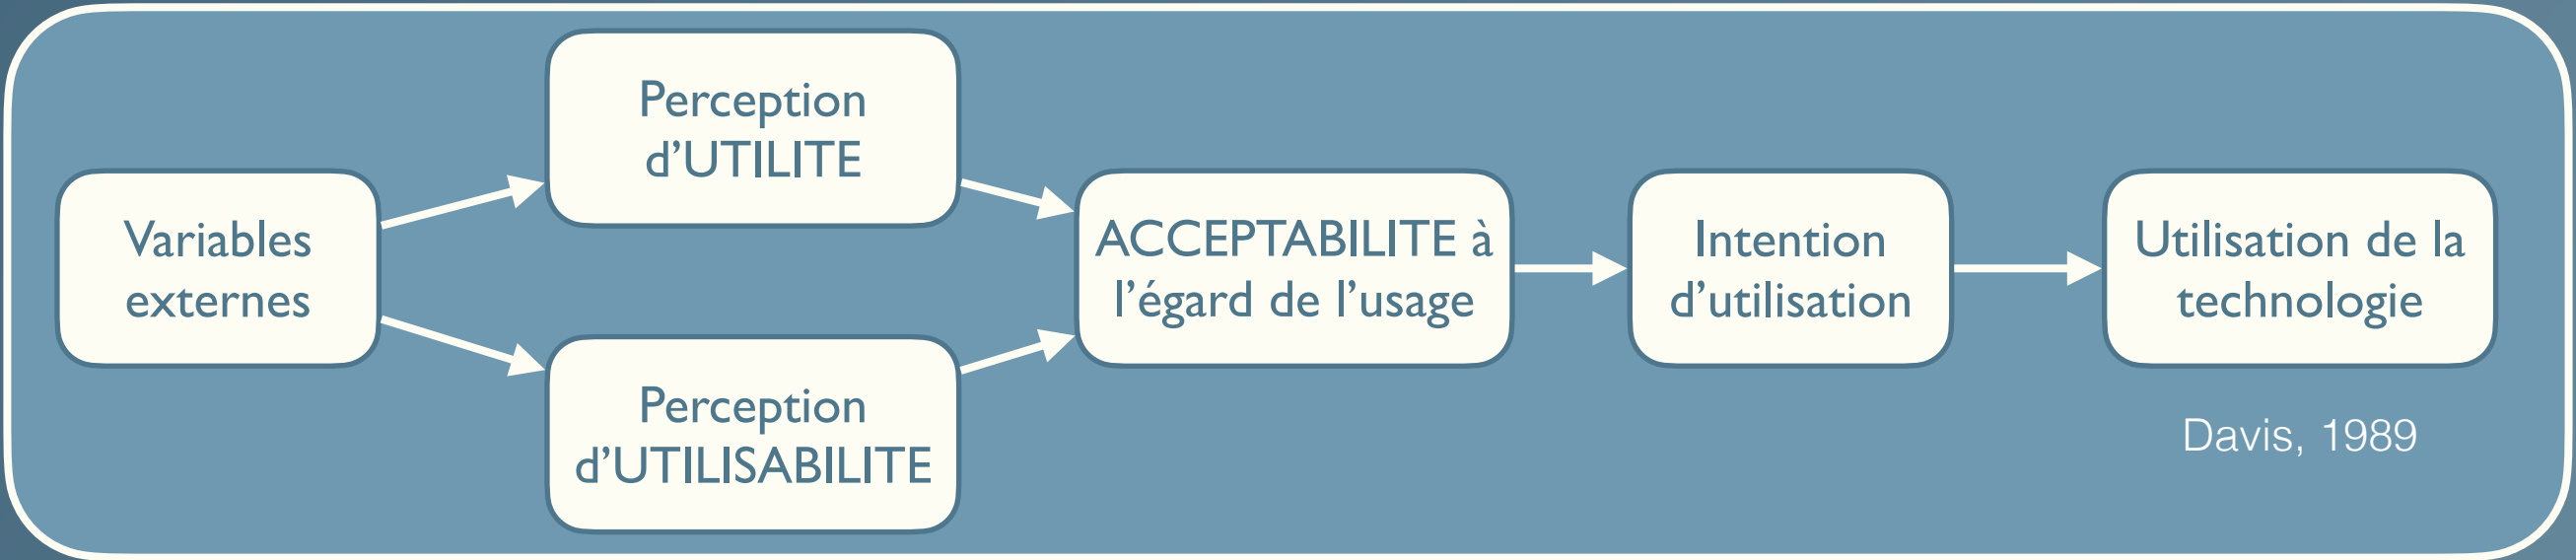 Variables
externes
Perception
d’UTILITE
Perception
d’UTILISABILITE
ACCEPTABILITE à
l’égard de l’usage
Intention
d’utilisation
Utilisation de la
technologie
Davis, 1989